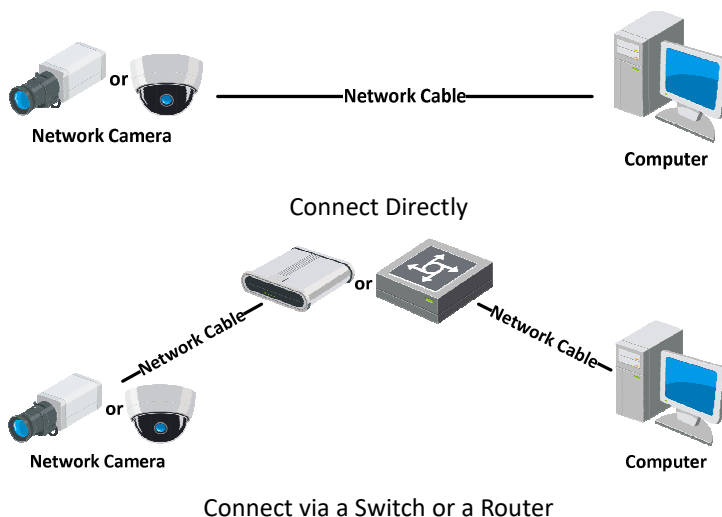 or
Network Cable
Network Camera
Computer
Connect Directly
or
Network Cable
Network Cable
or
Network Camera
Computer
Connect via a Switch or a Router